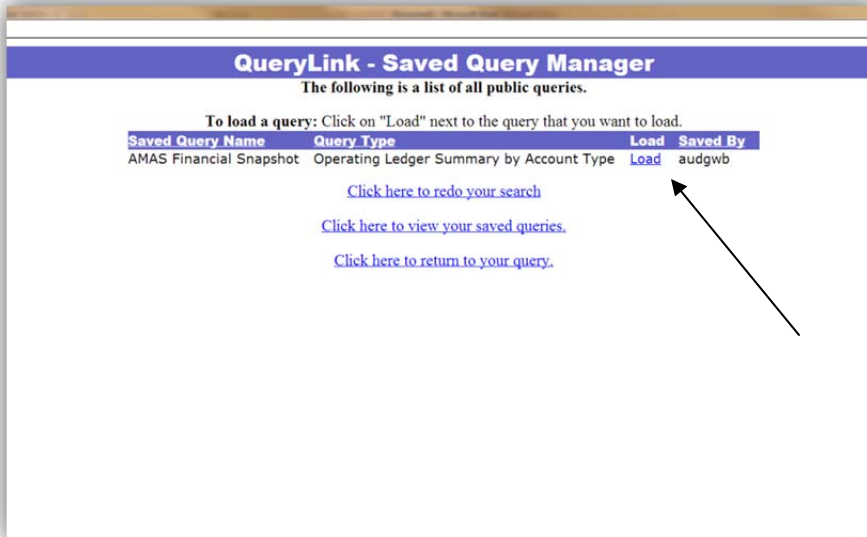 QueryLink - Saved Query Manager
The following is a list of all public queries.
To load a query: Click on "Load" next to the query that you want to load.
Saved Query Name Query Type Load Saved By
AMAS Financial Snapshot Operating Ledger Summary by Account Type Load audgwb
Click here to redo your search
Click here to view your saved queries.
Click here to return to your query.